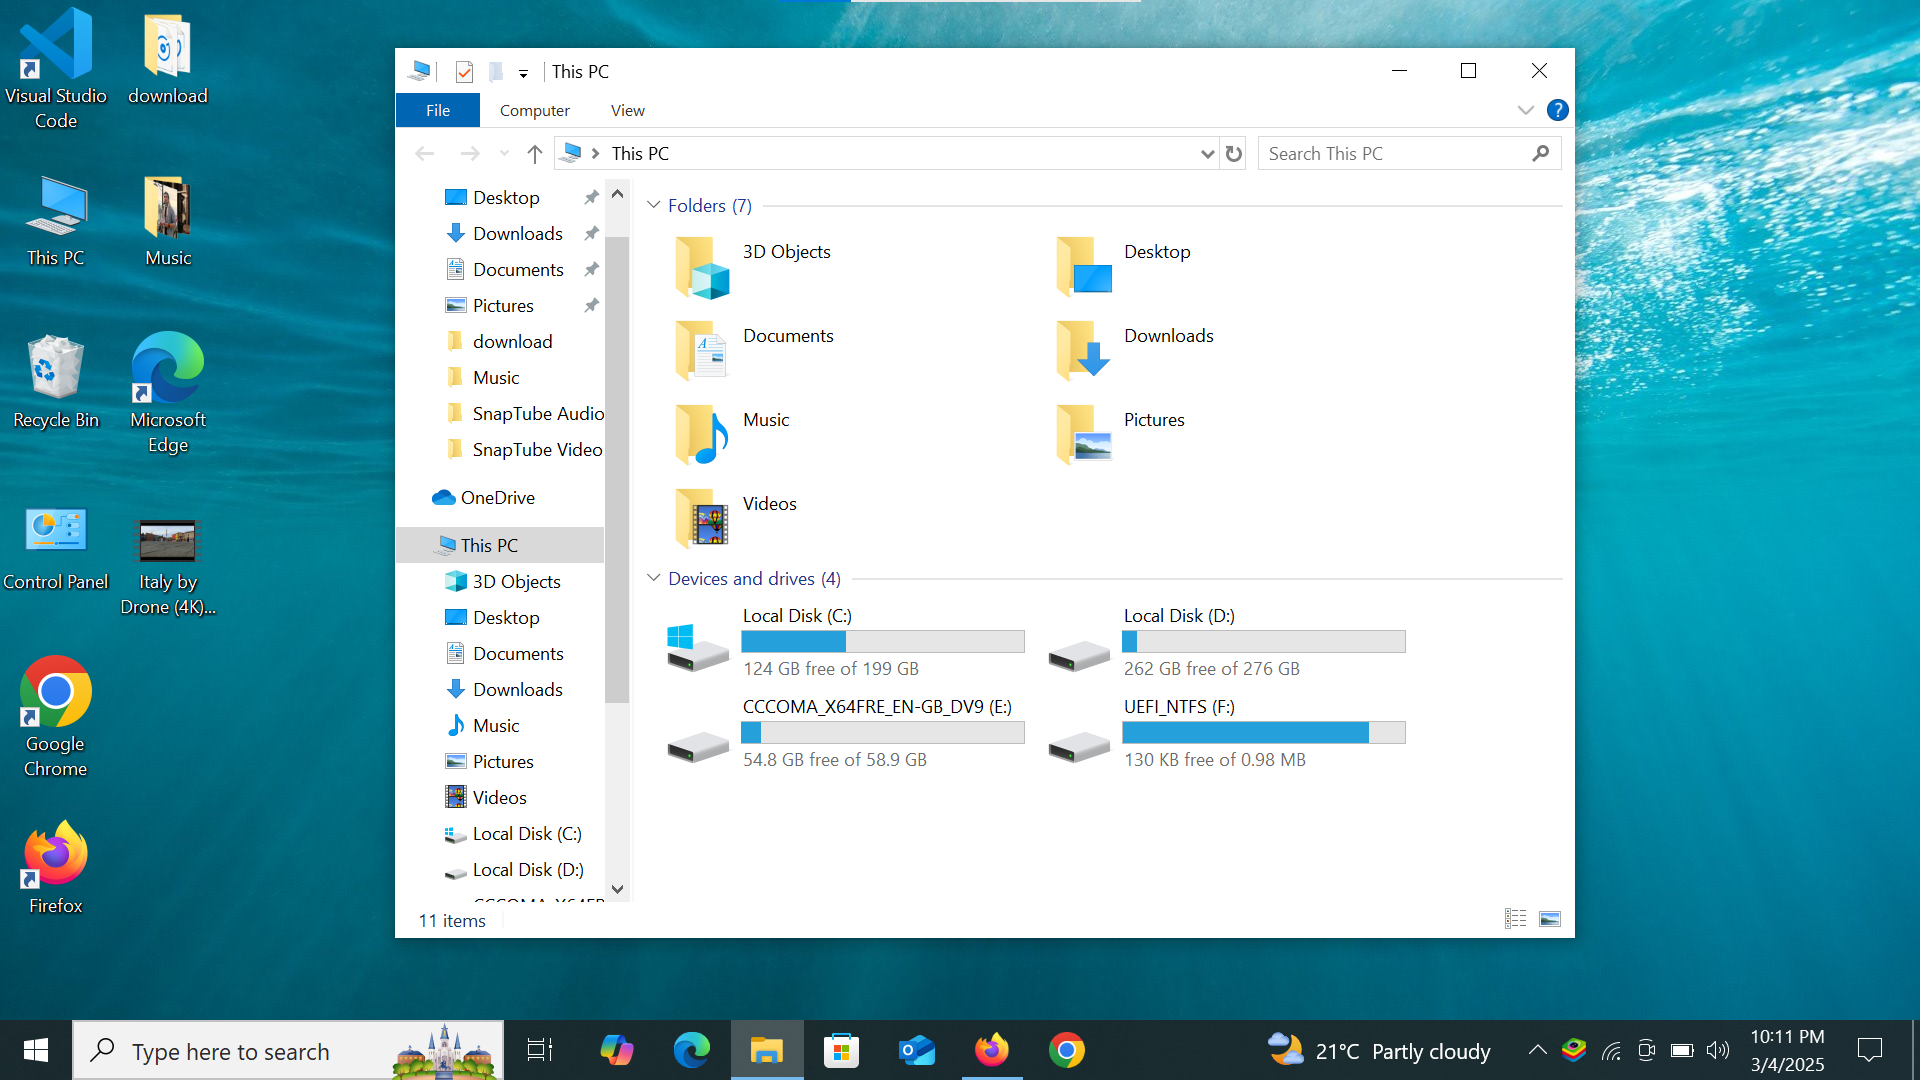 Visual Studio
Code
download
This PC
Music
Recycle Bin
Microsoft
Edge
Control Panel
Italy by
Drone (4K)...
Google
Chrome
Firefox
This PC
File
Computer
View
?
This PC
Search This PC
Desktop
Downloads
Documents
Pictures
download
Music
SnapTube Audio
SnapTube Video
OneDrive
This PC
3D Objects
Desktop
Documents
Downloads
Music
Pictures
Videos
Local Disk (C:)
Local Disk (D:)
Folders (7)
3D Objects
Desktop
Documents
Downloads
Music
Pictures
Videos
Devices and drives (4)
Local Disk (C:)
124 GB free of 199 GB
Local Disk (D:)
262 GB free of 276 GB
CCCOMA_X64FRE_EN-GB_DV9 (E:)
54.8 GB free of 58.9 GB
UEFI_NTFS (F:)
130 KB free of 0.98 MB
11 items
Type here to search
21°C Partly cloudy
10:11 PM
3/4/2025